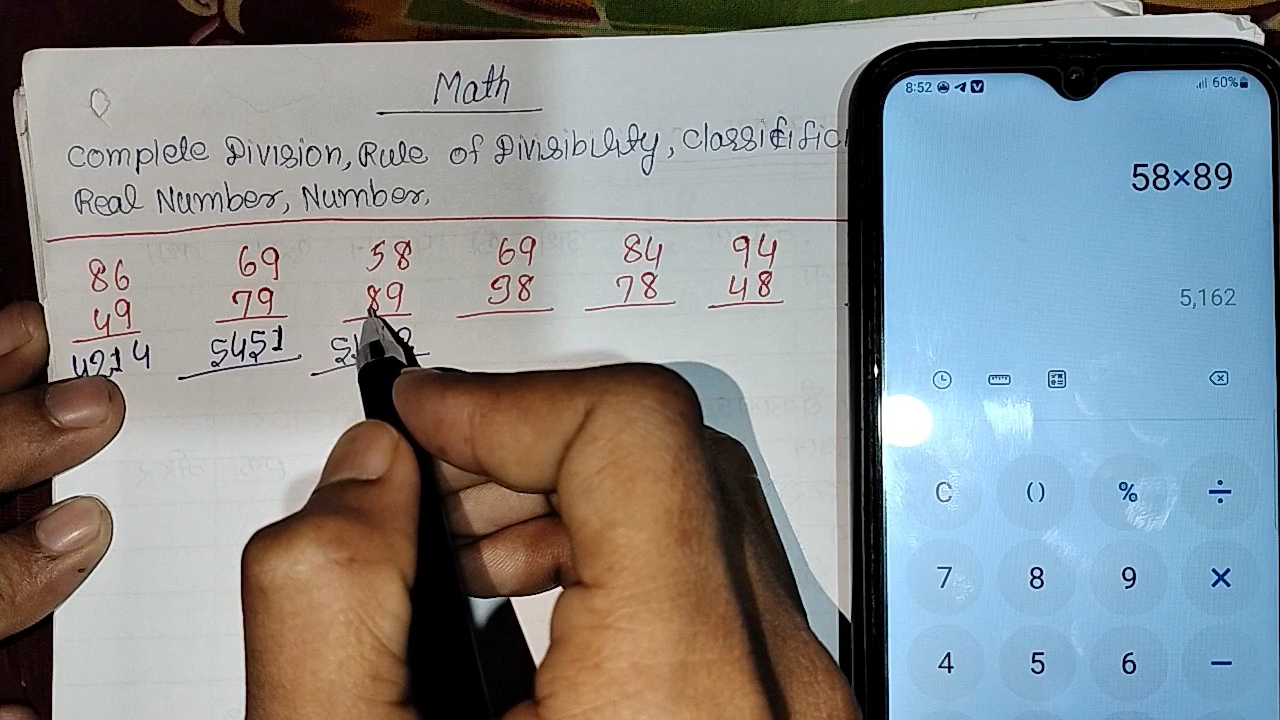 Math
Complete Division, Rule of Divisibility,
Real Number, Number,
86 69 58 69 84 94
49 79 89 98 78 48
4214 5451
8:52 60%
58×89
5,162
C () % ÷
7 8 9 ×
4 5 6 −